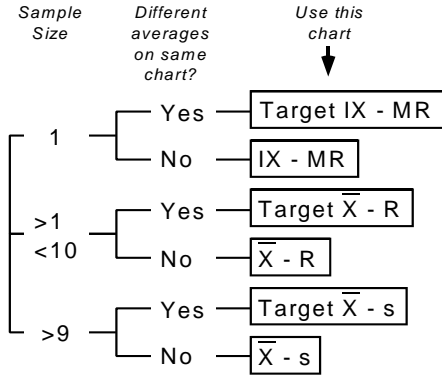 Sample Size
Different averages on same chart?
Use this chart
1
Yes
Target IX - MR
No
IX - MR
>1
<10
Yes
Target X̅ - R
No
X̅ - R
>9
Yes
Target X̅ - s
No
X̅ - s